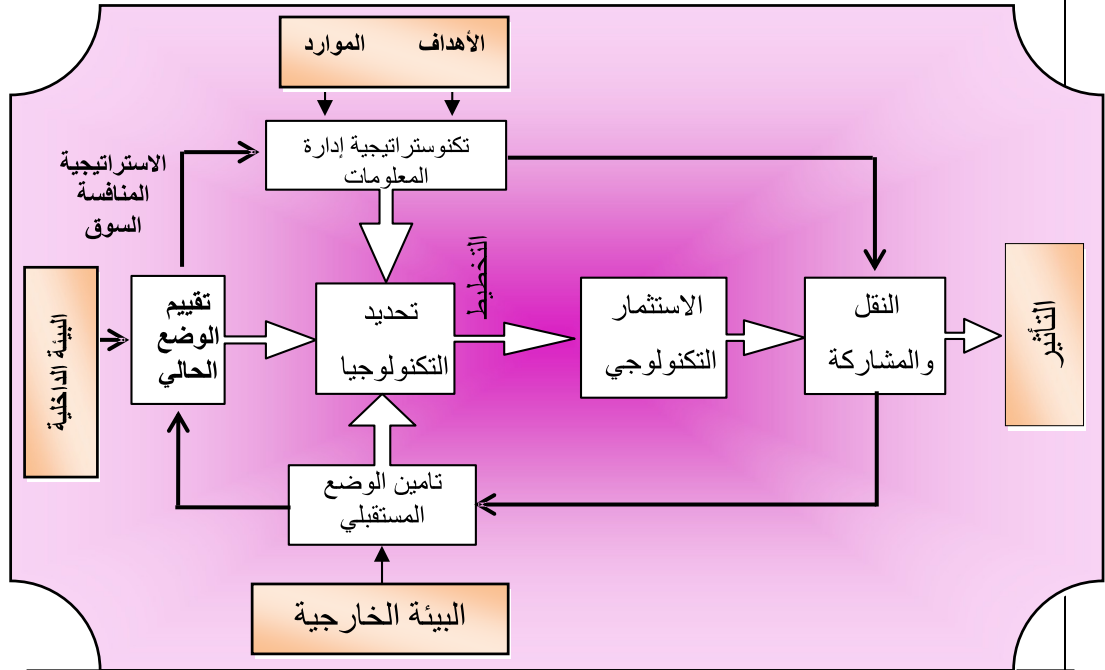 الموارد الأهداف
تكنوستراتيجية إدارة
المعلومات
الاستراتيجية
المنافسة
السوق
البيئة الداخلية
تقييم
الوضع
الحالي
تحديد
التكنولوجيا
التخطيط
الاستثمار
التكنولوجي
النقل
والمشاركة
التأثير
تامين الوضع
المستقبلي
البيئة الخارجية